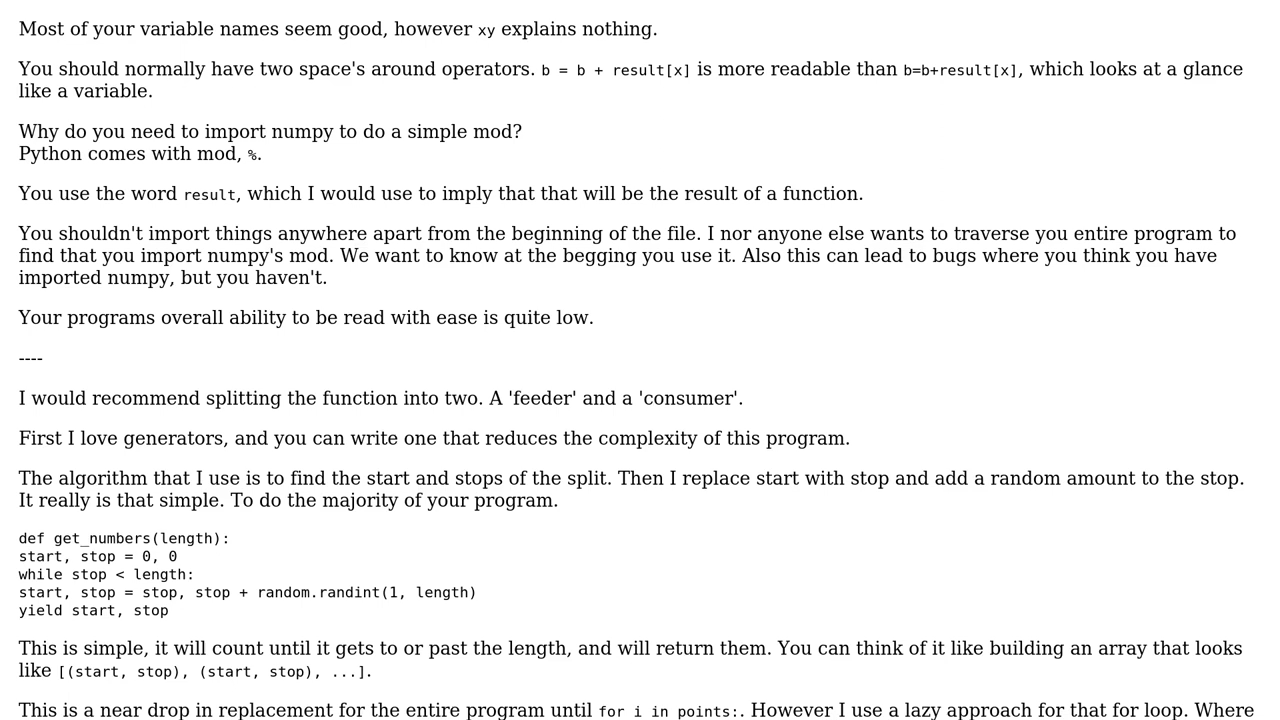 Most of your variable names seem good, however xy explains nothing.
You should normally have two space's around operators. b = b + result[x] is more readable than b=b+result[x], which looks at a glance
like a variable.
Why do you need to import numpy to do a simple mod?
Python comes with mod, %.
You use the word result, which I would use to imply that that will be the result of a function.
You shouldn't import things anywhere apart from the beginning of the file. I nor anyone else wants to traverse you entire program to
find that you import numpy's mod. We want to know at the begging you use it. Also this can lead to bugs where you think you have
imported numpy, but you haven't.
Your programs overall ability to be read with ease is quite low.
----
I would recommend splitting the function into two. A 'feeder' and a 'consumer'.
First I love generators, and you can write one that reduces the complexity of this program.
The algorithm that I use is to find the start and stops of the split. Then I replace start with stop and add a random amount to the stop.
It really is that simple. To do the majority of your program.
def get_numbers(length):
start, stop = 0, 0
while stop < length:
start, stop = stop, stop + random.randint(1, length)
yield start, stop
This is simple, it will count until it gets to or past the length, and will return them. You can think of it like building an array that looks
like [(start, stop), (start, stop), ...].
This is a near drop in replacement for the entire program until for i in points:. However I use a lazy approach for that for loop. Where